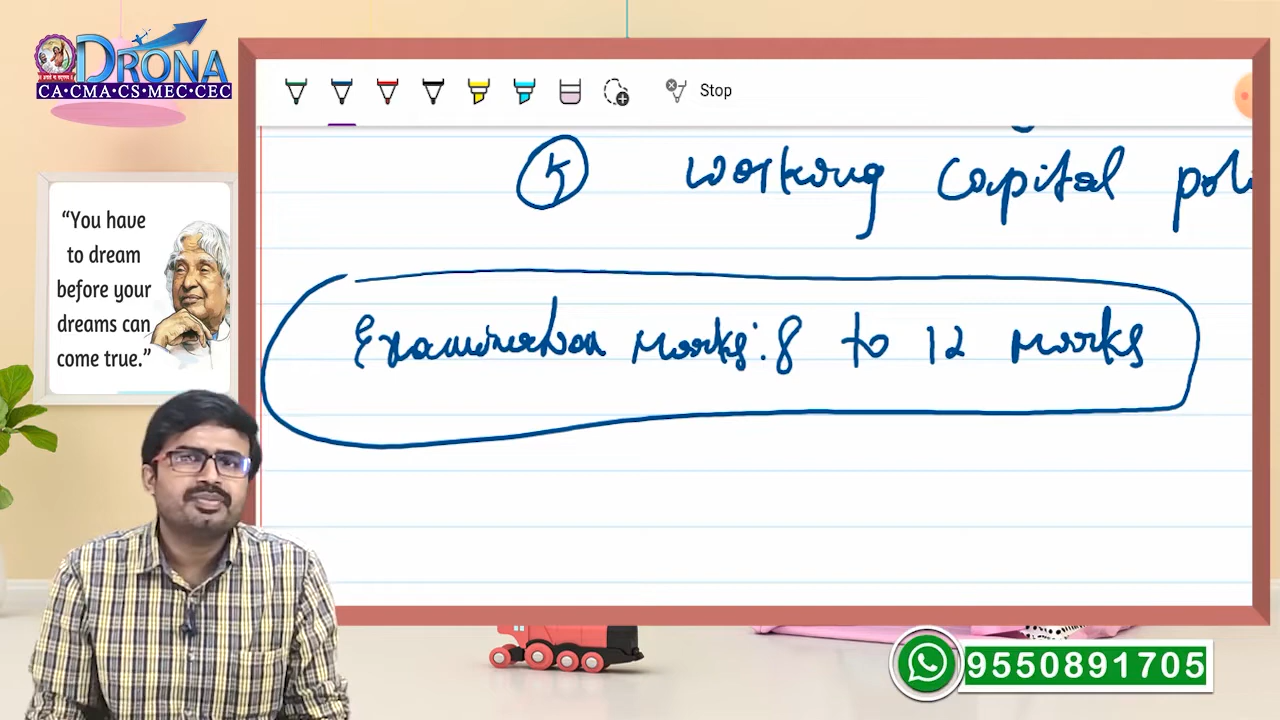 DRONA
CA•CMA•CS•MEC•CEC
Stop
5 working capital
Examination Marks: 8 to 12 Marks
“You have
to dream
before your
dreams can
come true.”
9550891705